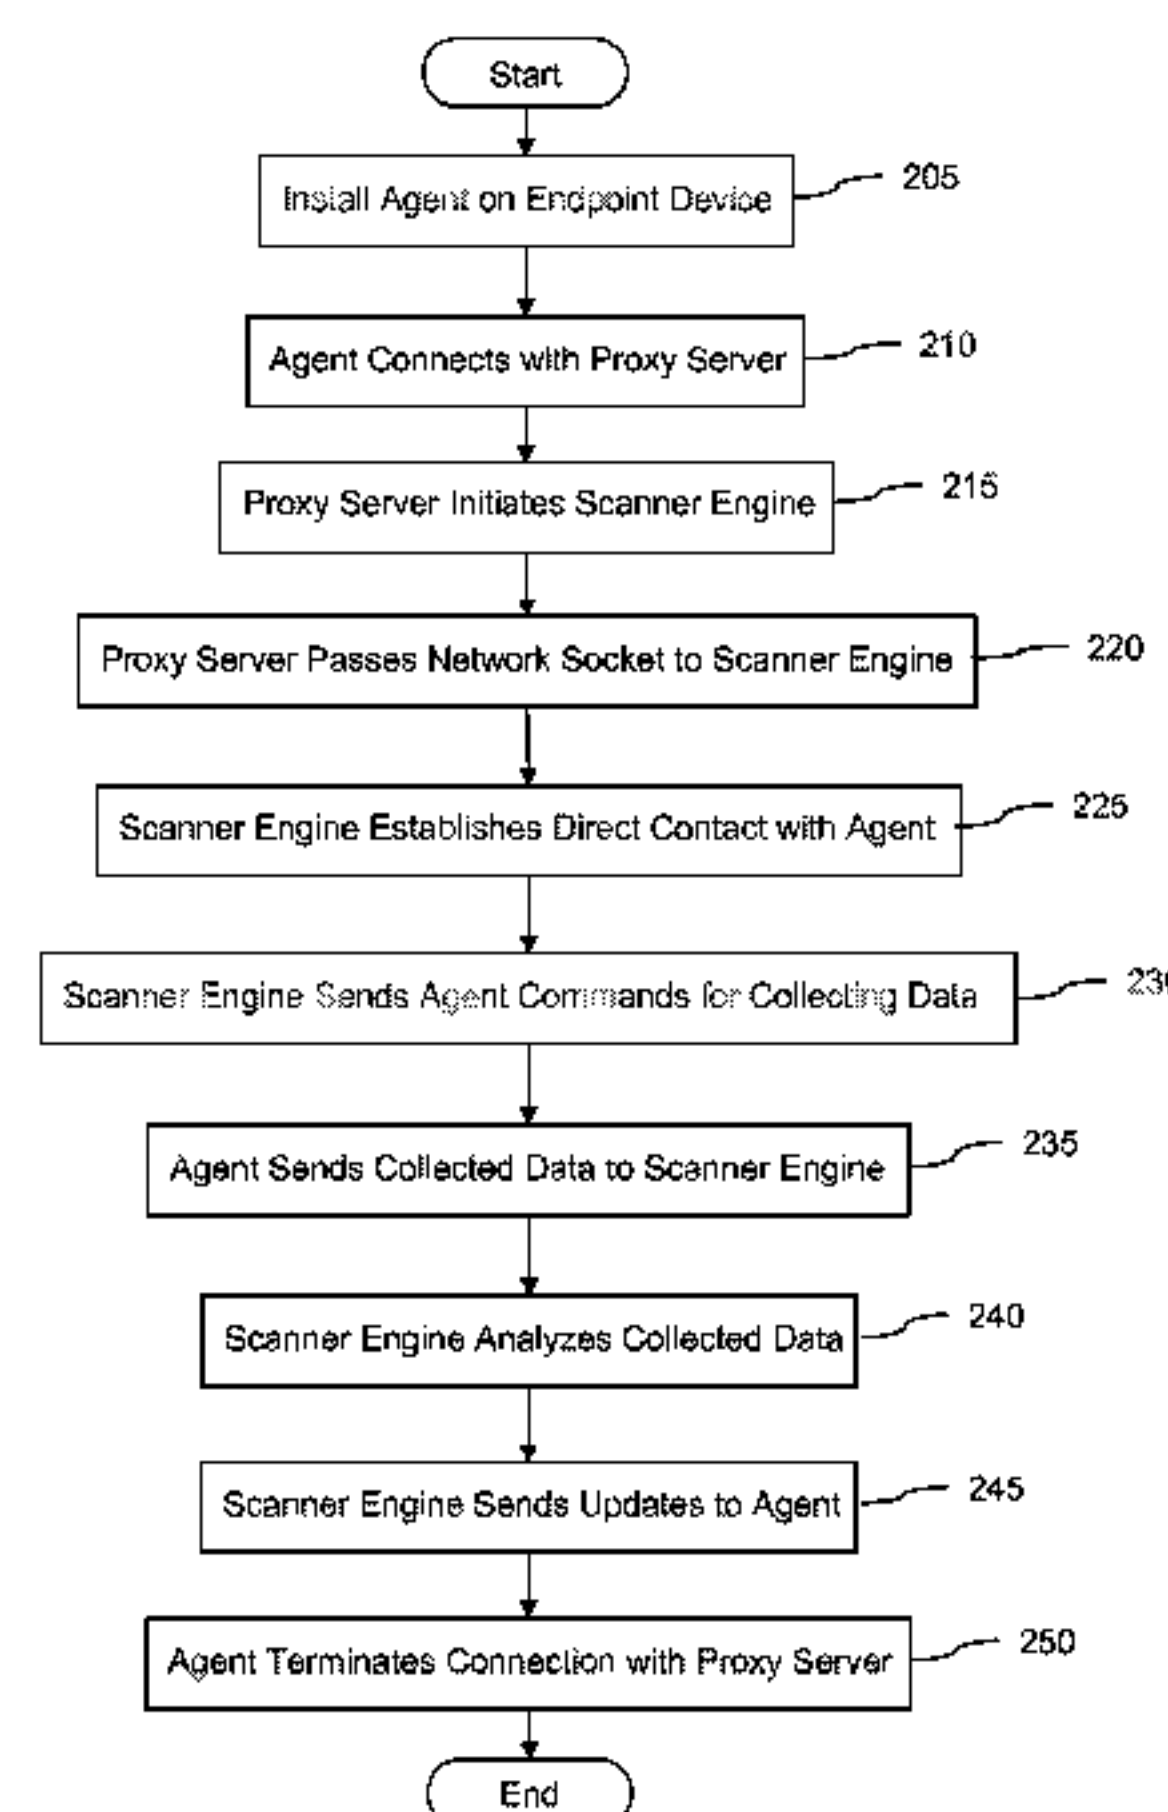 Start
Install Agent on Endpoint Device
205
Agent Connects with Proxy Server
210
Proxy Server Initiates Scanner Engine
215
Proxy Server Passes Network Socket to Scanner Engine
220
Scanner Engine Establishes Direct Contact with Agent
225
Scanner Engine Sends Agent Commands for Collecting Data
230
Agent Sends Collected Data to Scanner Engine
235
Scanner Engine Analyzes Collected Data
240
Scanner Engine Sends Updates to Agent
245
Agent Terminates Connection with Proxy Server
250
End